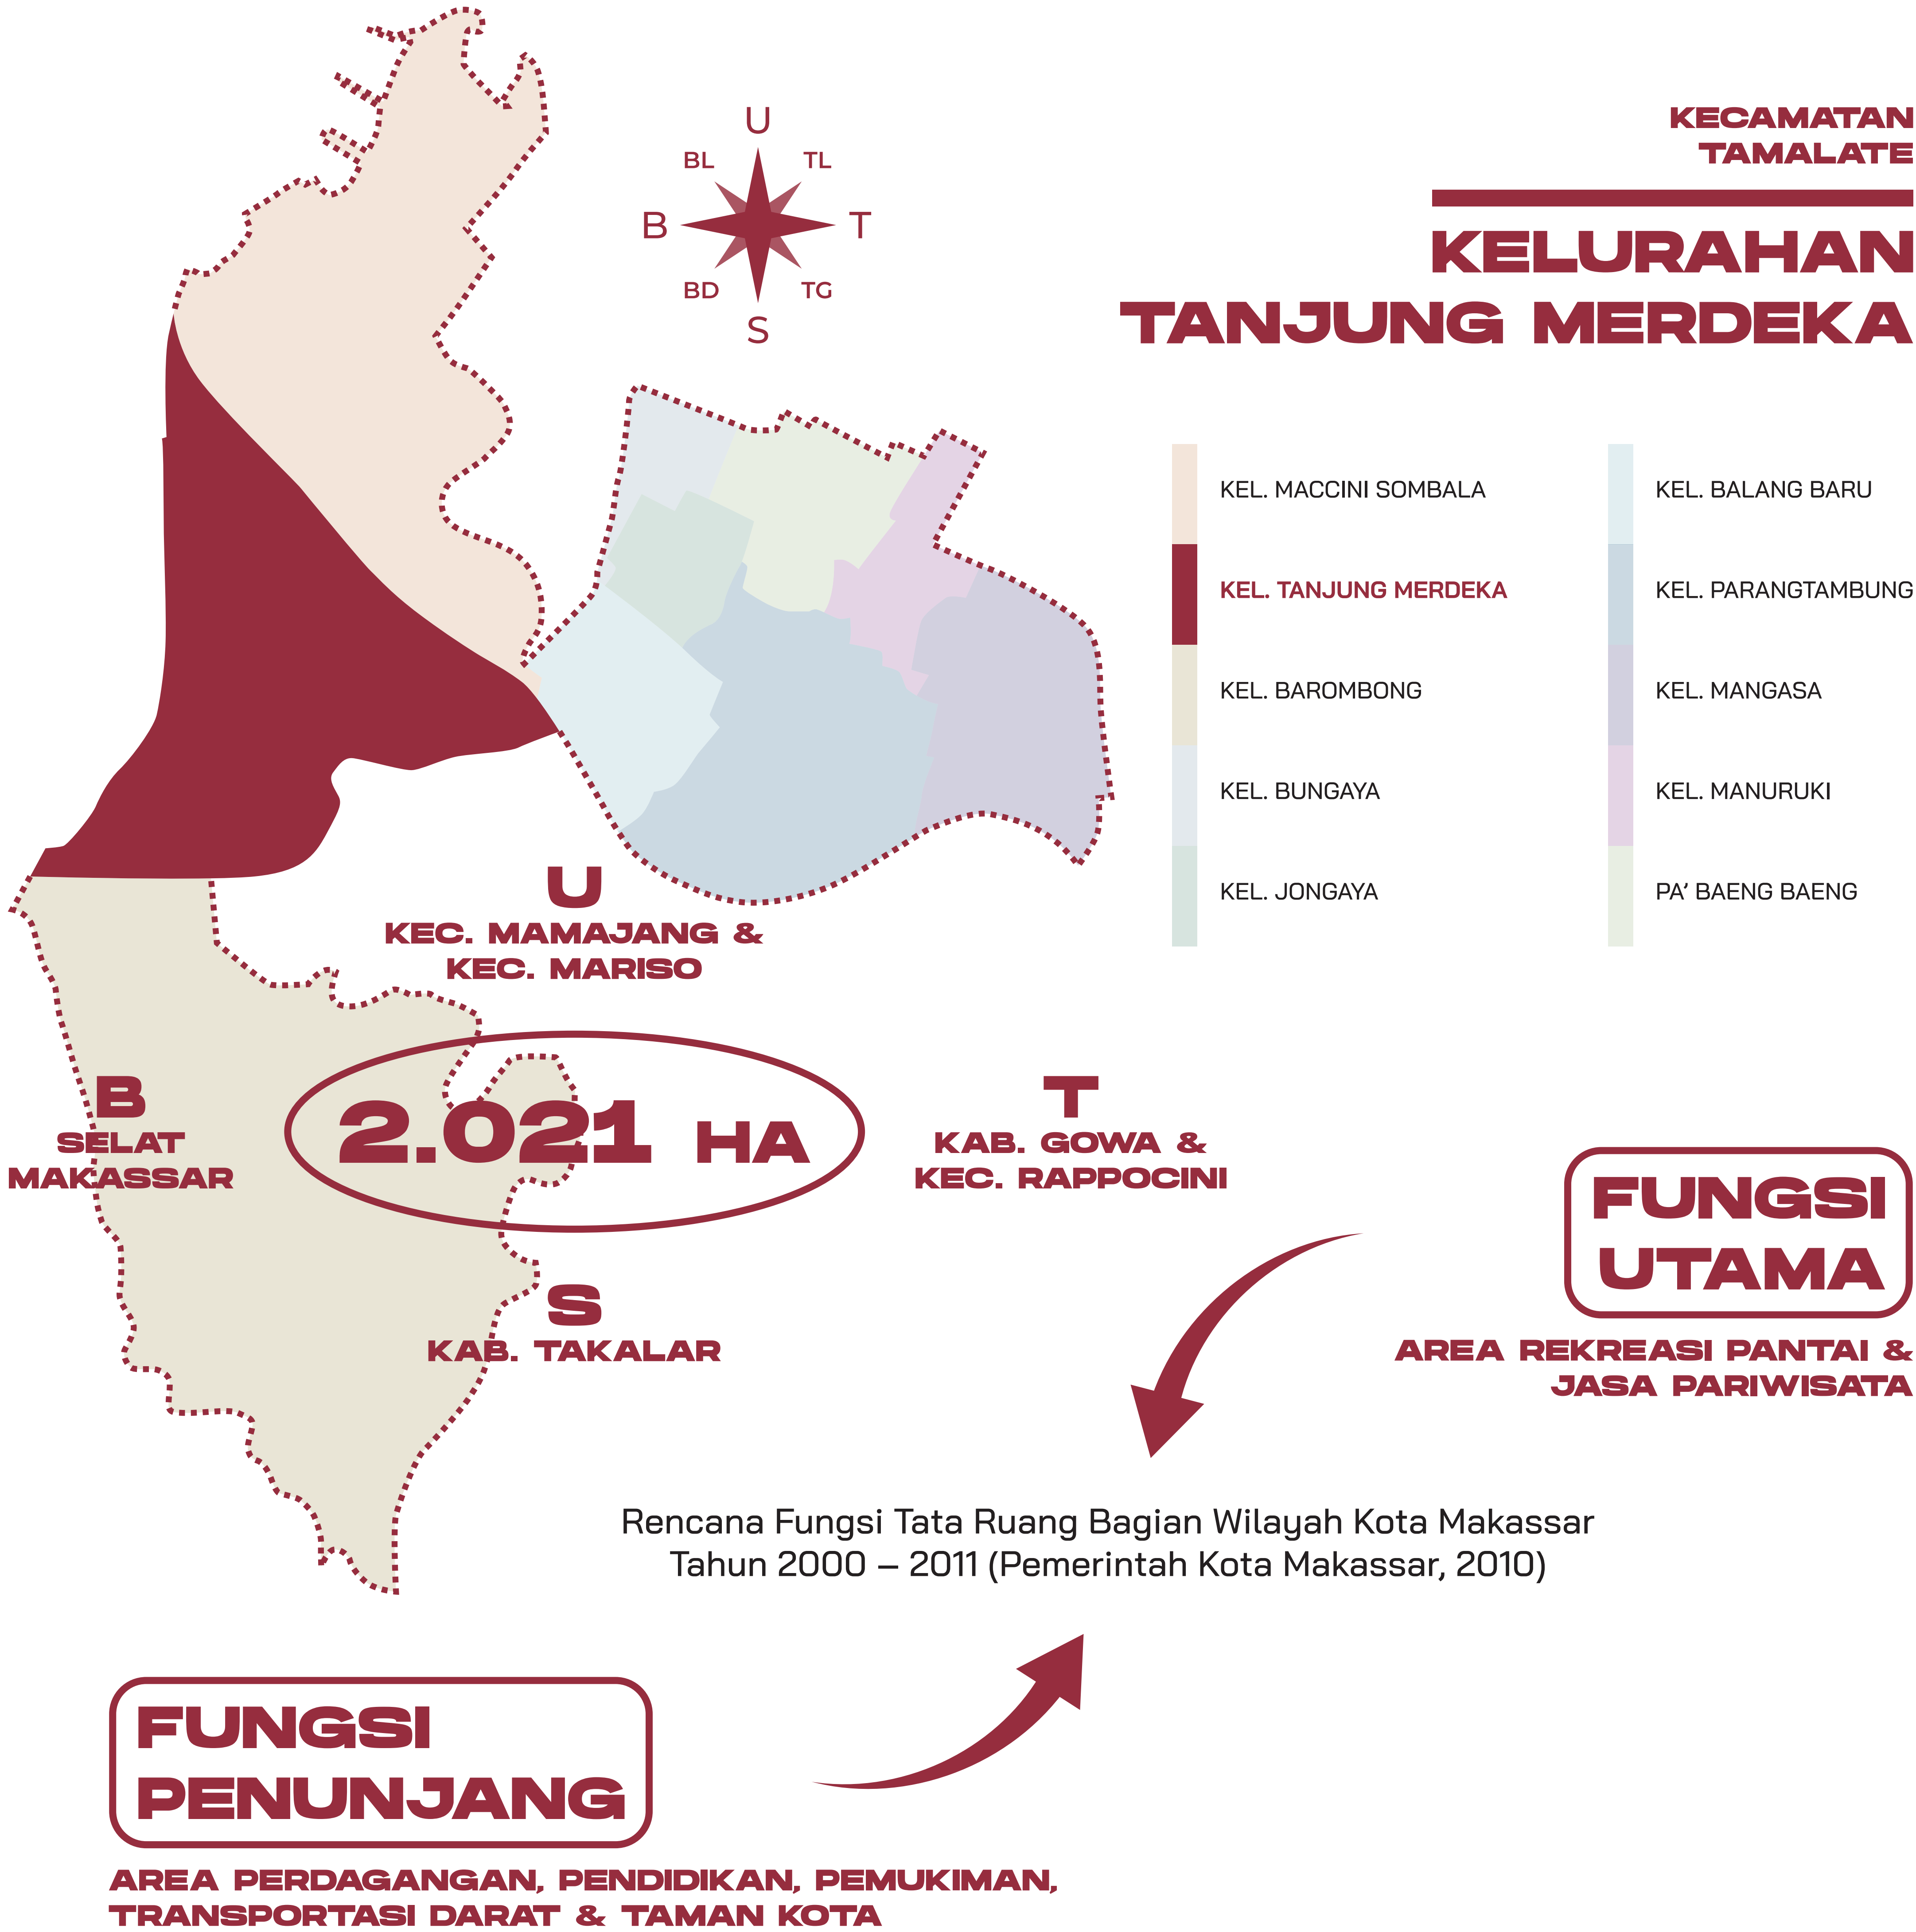 KECAMATAN
TAMALATE
KELURAHAN
TANJUNG MERDEKA
U
BL
TL
B
T
BD
TG
S
KEL. MACCINI SOMBALA
KEL. TANJUNG MERDEKA
KEL. BAROMBONG
KEL. BUNGAYA
KEL. JONGAYA
KEL. BALANG BARU
KEL. PARANGTAMBUNG
KEL. MANGASA
KEL. MANURUKI
PA’ BAENG BAENG
U
KEC. MAMAJANG &
KEC. MARISO
B
SELAT
MAKASSAR
2.021 HA
T
KAB. GOWA &
KEC. RAPPOCINI
S
KAB. TAKALAR
FUNGSI
UTAMA
AREA REKREASI PANTAI &
JASA PARIWISATA
Rencana Fungsi Tata Ruang Bagian Wilayah Kota Makassar
Tahun 2000 – 2011 (Pemerintah Kota Makassar, 2010)
FUNGSI
PENUNJANG
AREA PERDAGANGAN, PENDIDIKAN, PEMUKIMAN,
TRANSPORTASI DARAT & TAMAN KOTA